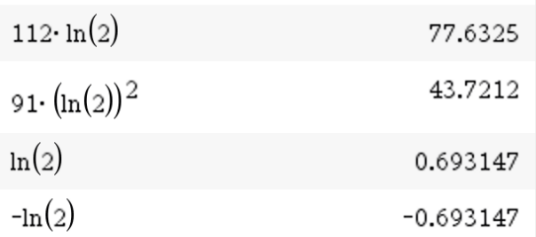 112· ln(2) 77.6325
91· (ln(2))² 43.7212
ln(2) 0.693147
-ln(2) -0.693147